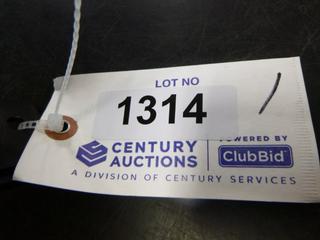 LOT NO
1314
CENTURY
AUCTIONS
POWERED BY
ClubBid
A DIVISION OF CENTURY SERVICES